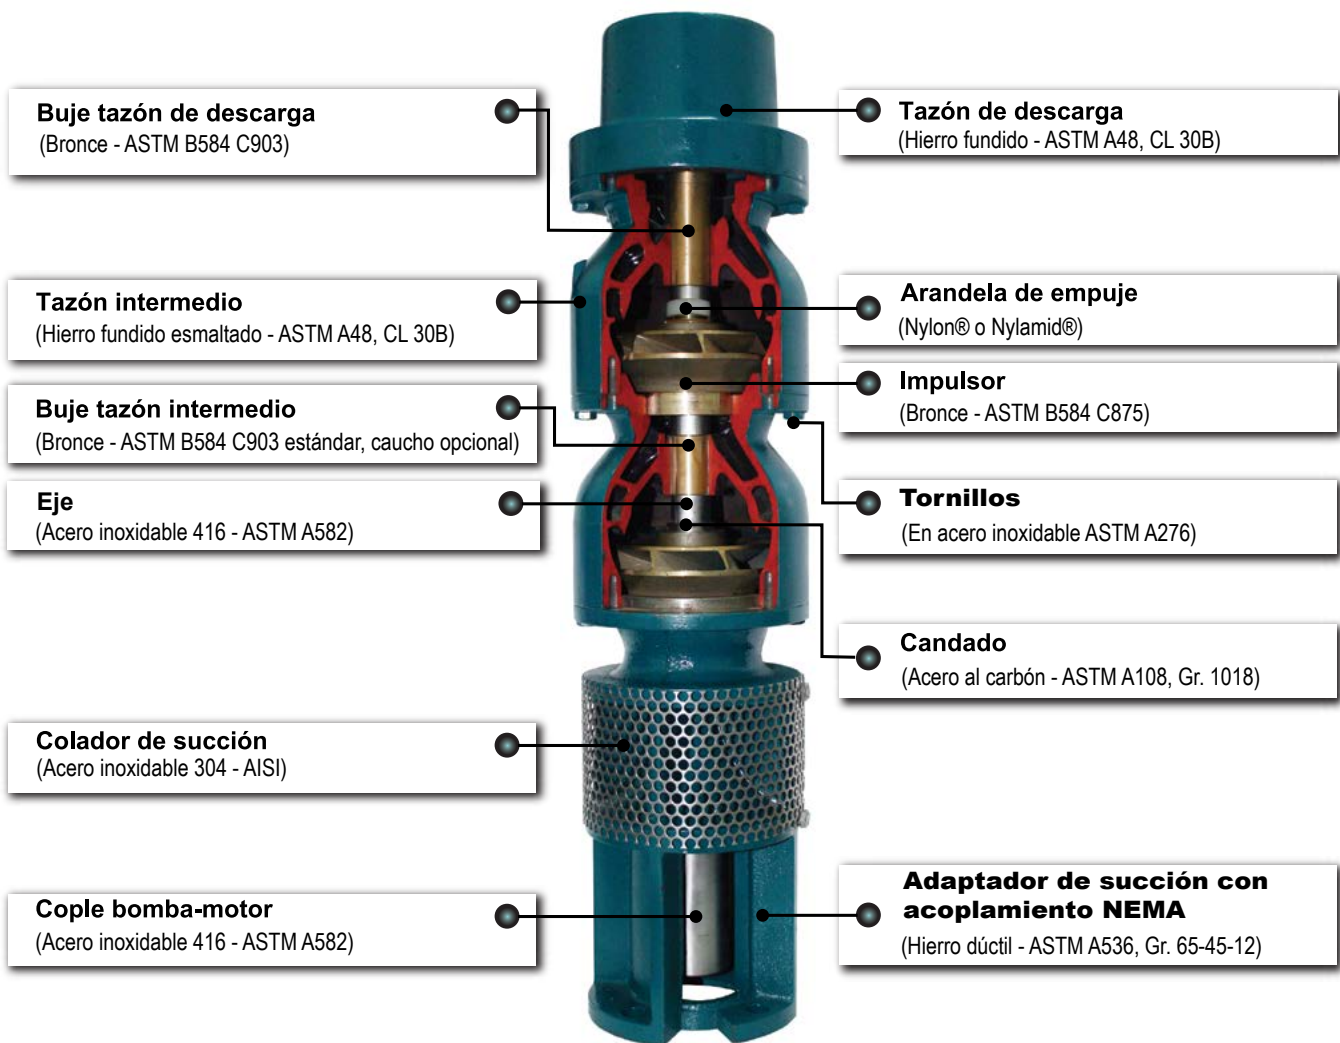 Buje tazón de descarga
(Bronce - ASTM B584 C903)
Tazón intermedio
(Hierro fundido esmaltado - ASTM A48, CL 30B)
Buje tazón intermedio
(Bronce - ASTM B584 C903 estándar, caucho opcional)
Eje
(Acero inoxidable 416 - ASTM A582)
Colador de succión
(Acero inoxidable 304 - AISI)
Cople bomba-motor
(Acero inoxidable 416 - ASTM A582)
Tazón de descarga
(Hierro fundido - ASTM A48, CL 30B)
Arandela de empuje
(Nylon® o Nylamid®)
Impulsor
(Bronce - ASTM B584 C875)
Tornillos
(En acero inoxidable ASTM A276)
Candado
(Acero al carbón - ASTM A108, Gr. 1018)
Adaptador de succión con
acoplamiento NEMA
(Hierro dúctil - ASTM A536, Gr. 65-45-12)